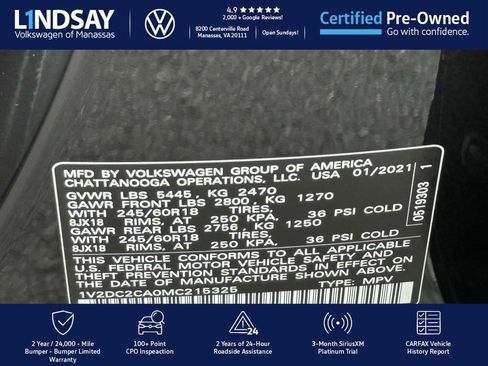 LINDSAY
Volkswagen of Manassas
4.9 ★★★★★
2,000 + Google Reviews!
8200 Centerville Road
Manassas, VA 20111
Open Sundays!
Certified Pre-Owned
Go with confidence.
MFD BY VOLKSWAGEN GROUP OF AMERICA
CHATTANOOGA OPERATIONS, LLC. USA 01/2021
GVWR LBS 5445, KG 2470
GAWR FRONT LBS 2800 KG 1270
WITH 245/60R18 TIRES,
8JX18 RIMS, AT 250 KPA. 36 PSI COLD
GAWR REAR LBS 2756 KG 1250
WITH 245/60R18 TIRES,
8JX18 RIMS, AT 250 KPA. 36 PSI COLD
THIS VEHICLE CONFORMS TO ALL APPLICABLE
U.S. FEDERAL MOTOR VEHICLE SAFETY AND
THEFT PREVENTION STANDARDS IN EFFECT ON
THE DATE OF MANUFACTURE SHOWN ABOVE.
1V2DC2CA0MC215325 TYPE: MPV
0519203 1
2 Year / 24,000 - Mile
Bumper - Bumper Limited
Warranty
100+ Point
CPO Inspeaction
24
2 Years of 24-Hour
Roadside Assistance
3-Month SiriusXM
Platinum Trial
CARFAX Vehicle
History Report